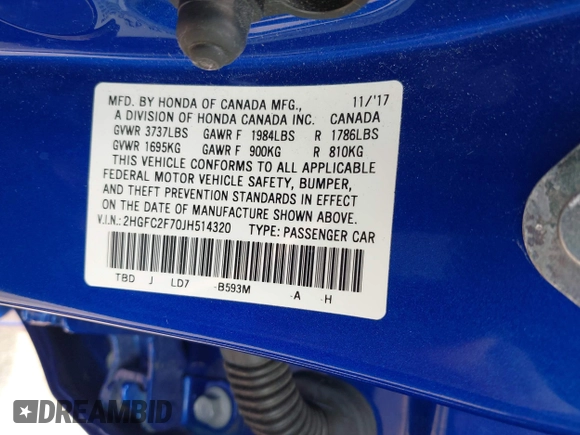 MFD. BY HONDA OF CANADA MFG., 11/'17
A DIVISION OF HONDA CANADA INC. CANADA
GVWR 3737LBS GAWR F 1984LBS R 1786LBS
GVWR 1695KG GAWR F 900KG R 810KG
THIS VEHICLE CONFORMS TO ALL APPLICABLE
FEDERAL MOTOR VEHICLE SAFETY, BUMPER,
AND THEFT PREVENTION STANDARDS IN EFFECT
ON THE DATE OF MANUFACTURE SHOWN ABOVE.
V.I.N.: 2HGFC2F70JH514320 TYPE: PASSENGER CAR
TBD J LD7 -B593M -A -H
DREAMBID